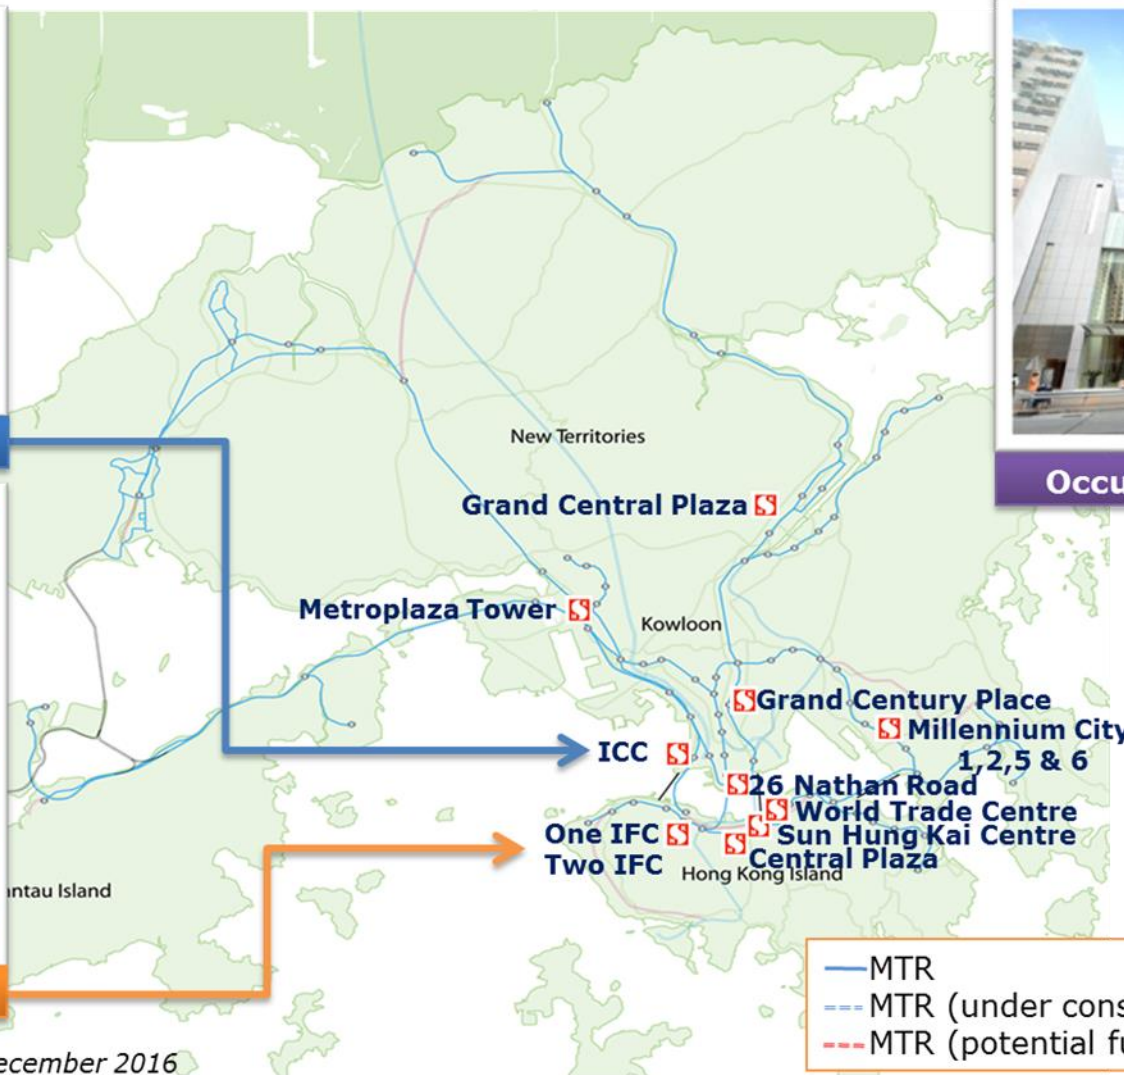 New Territories
Occu
Grand Central Plaza
Metroplaza Tower
Kowloon
Grand Century Place
Millennium City
1,2,5 & 6
ICC
26 Nathan Road
World Trade Centre
One IFC
Sun Hung Kai Centre
Two IFC
Central Plaza
Hong Kong Island
antau Island
MTR
MTR (under cons
MTR (potential fu
ecember 2016